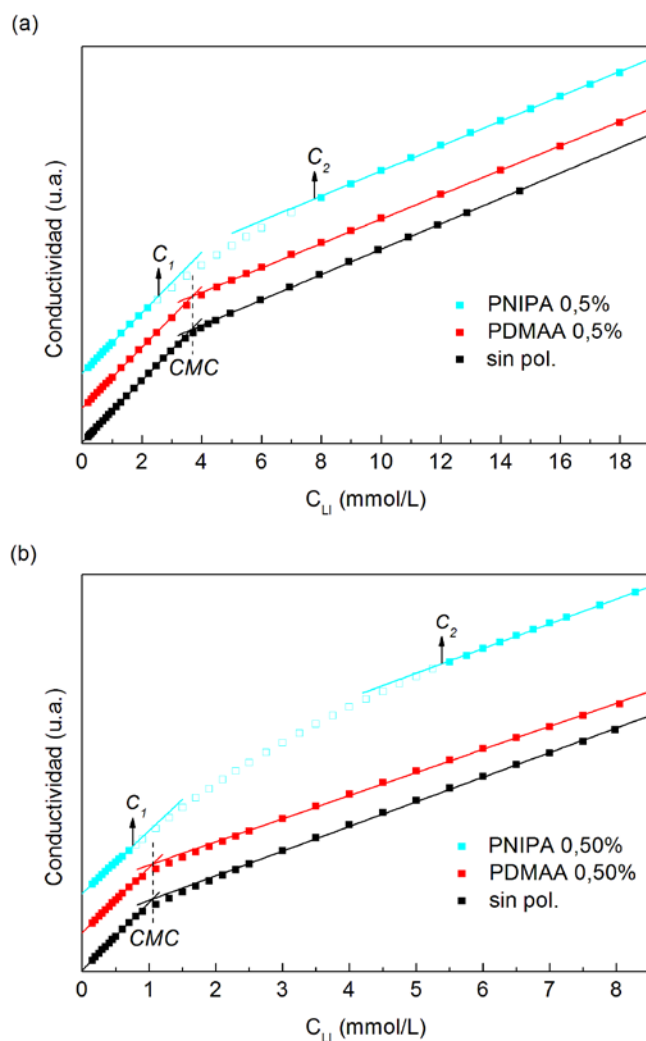 (a)
Conductividad (u.a.)
C1
C2
CMC
PNIPA 0,5%
PDMAA 0,5%
sin pol.
0 2 4 6 8 10 12 14 16 18
CLI (mmol/L)
(b)
Conductividad (u.a.)
C1
C2
CMC
PNIPA 0,50%
PDMAA 0,50%
sin pol.
0 1 2 3 4 5 6 7 8
CLI (mmol/L)